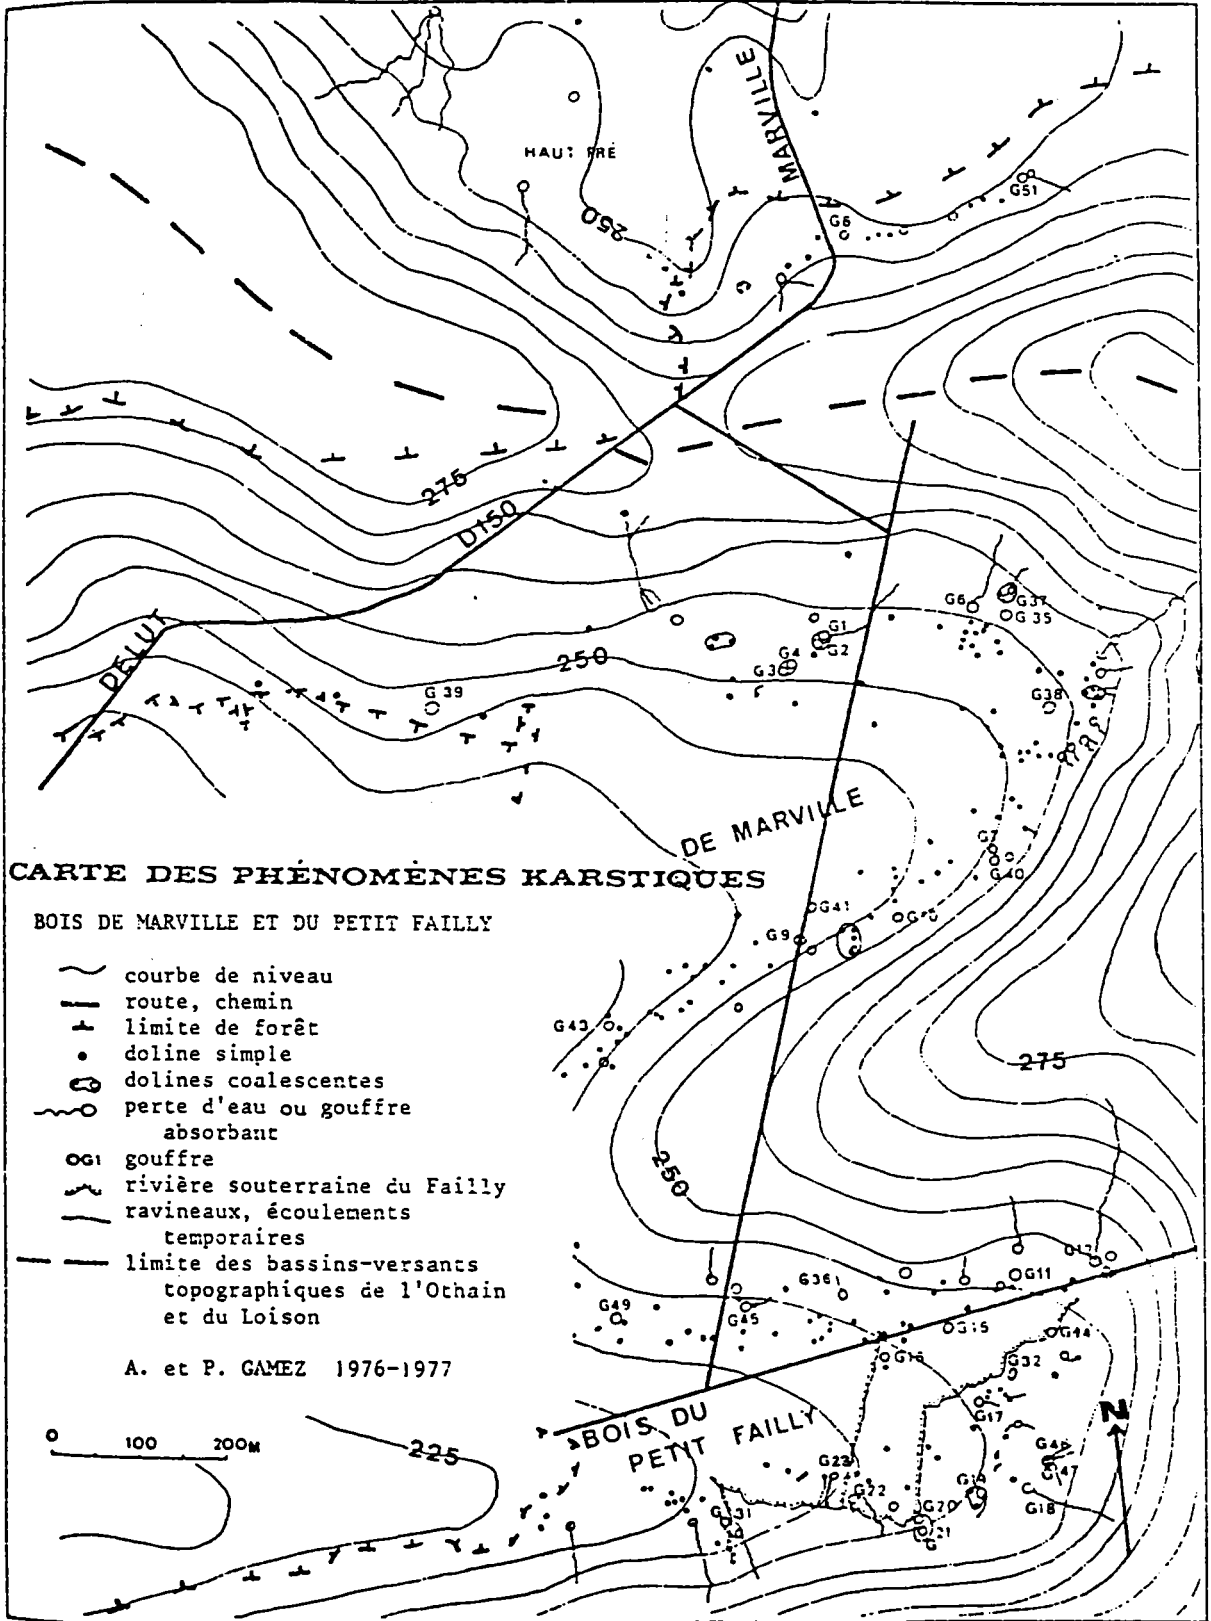 MARVILLE
HAUT PRÉ
G51
250
G6
275
D150
DELUT
G6
G37
G35
G1
G2
G4
G3
250
G39
G38
DE MARVILLE
G7
G40
CARTE DES PHÉNOMÈNES KARSTIQUES
BOIS DE MARVILLE ET DU PETIT FAILLY
G41
G9
courbe de niveau
route, chemin
limite de forêt
doline simple
dolines coalescentes
perte d'eau ou gouffre
absorbant
OG1 gouffre
rivière souterraine du Failly
ravineaux, écoulements
temporaires
limite des bassins-versants
topographiques de l'Othain
et du Loison
A. et P. GAMEZ 1976-1977
G43
275
250
G11
G36
G49
G45
G15
G14
G16
G32
G17
N
0 100 200M
225
BOIS DU
PETIT FAILLY
G23
G22
G46
G47
G18
G20
G21
G31